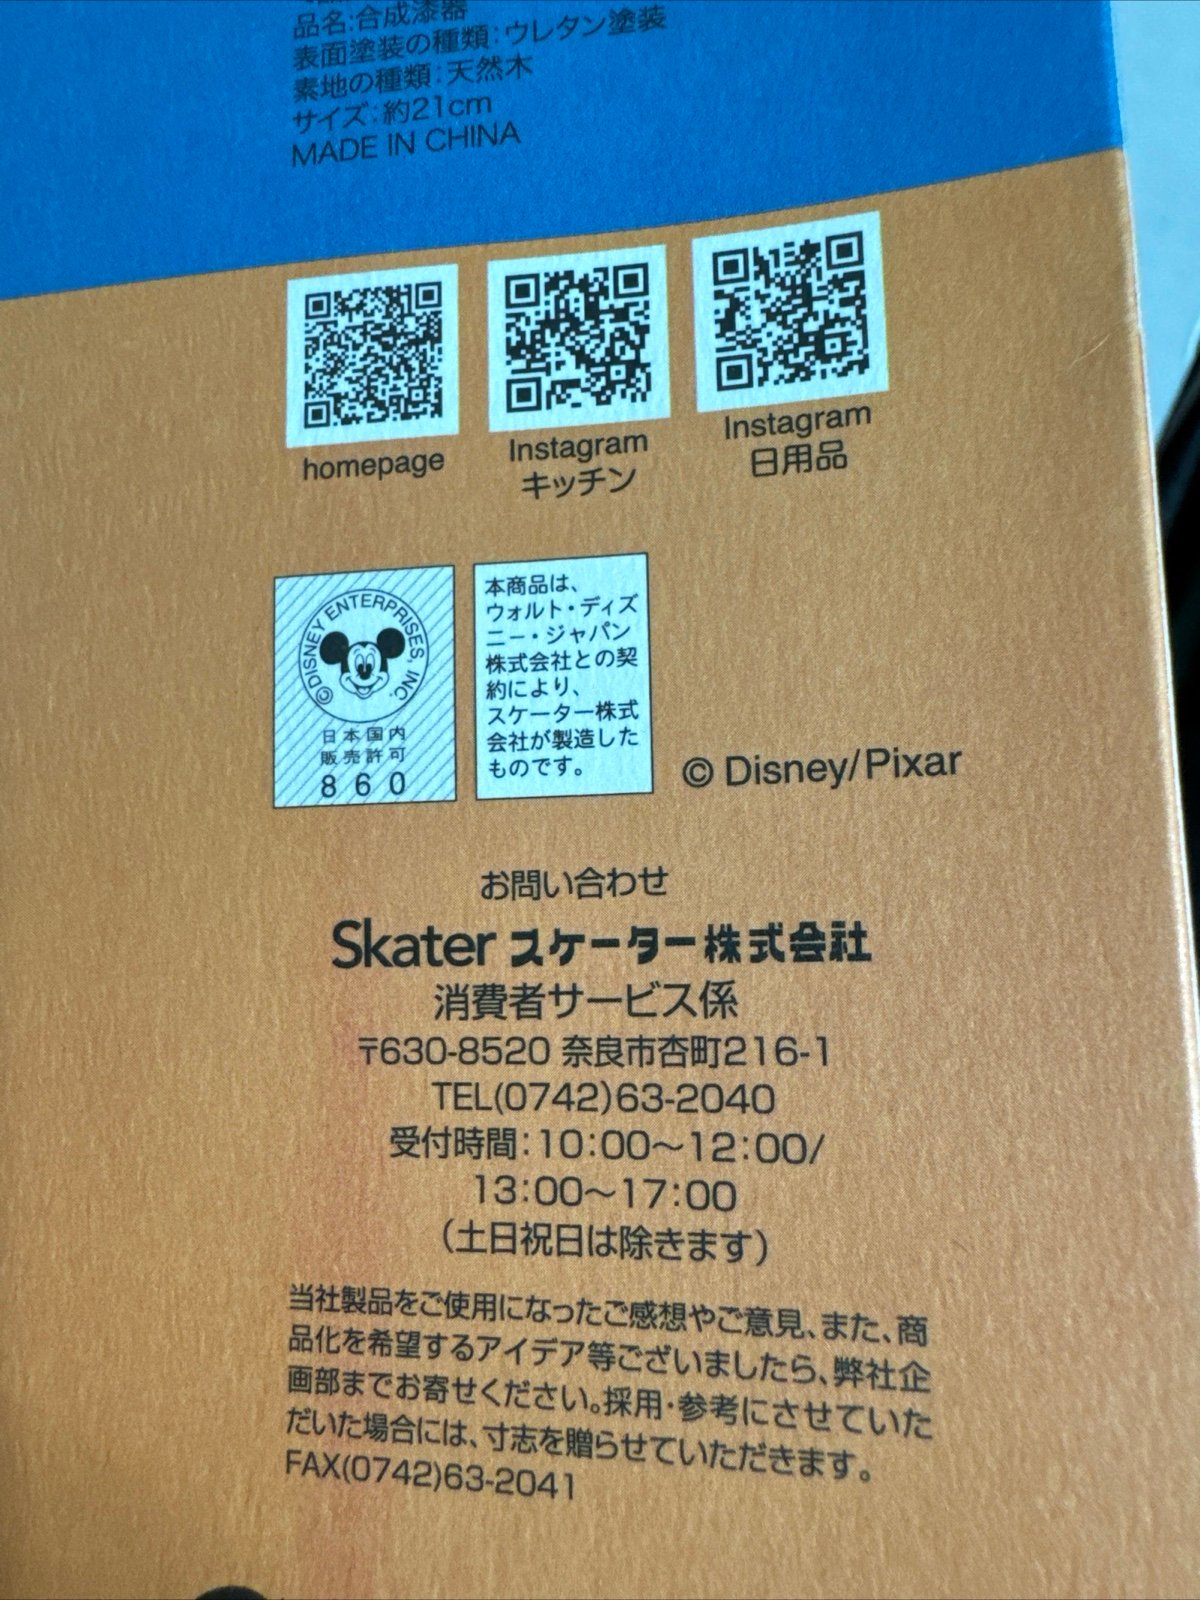 品名:合成漆器
表面塗装の種類:ウレタン塗装
素地の種類:天然木
サイズ:約21cm
MADE IN CHINA
homepage
Instagram
キッチン
Instagram
日用品
©DISNEY ENTERPRISES, INC.
日本国内
販売許可
860
本商品は、
ウォルト・ディズ
ニー・ジャパン
株式会社との契
約により、
スケーター株式
会社が製造した
ものです。
© Disney/Pixar
お問い合わせ
Skater スケーター株式会社
消費者サービス係
〒630-8520 奈良市杏町216-1
TEL(0742)63-2040
受付時間:10:00〜12:00/
13:00〜17:00
(土日祝日は除きます)
当社製品をご使用になったご感想やご意見、また、商
品化を希望するアイデア等ございましたら、弊社企
画部までお寄せください。採用・参考にさせていた
だいた場合には、寸志を贈らせていただきます。
FAX(0742)63-2041